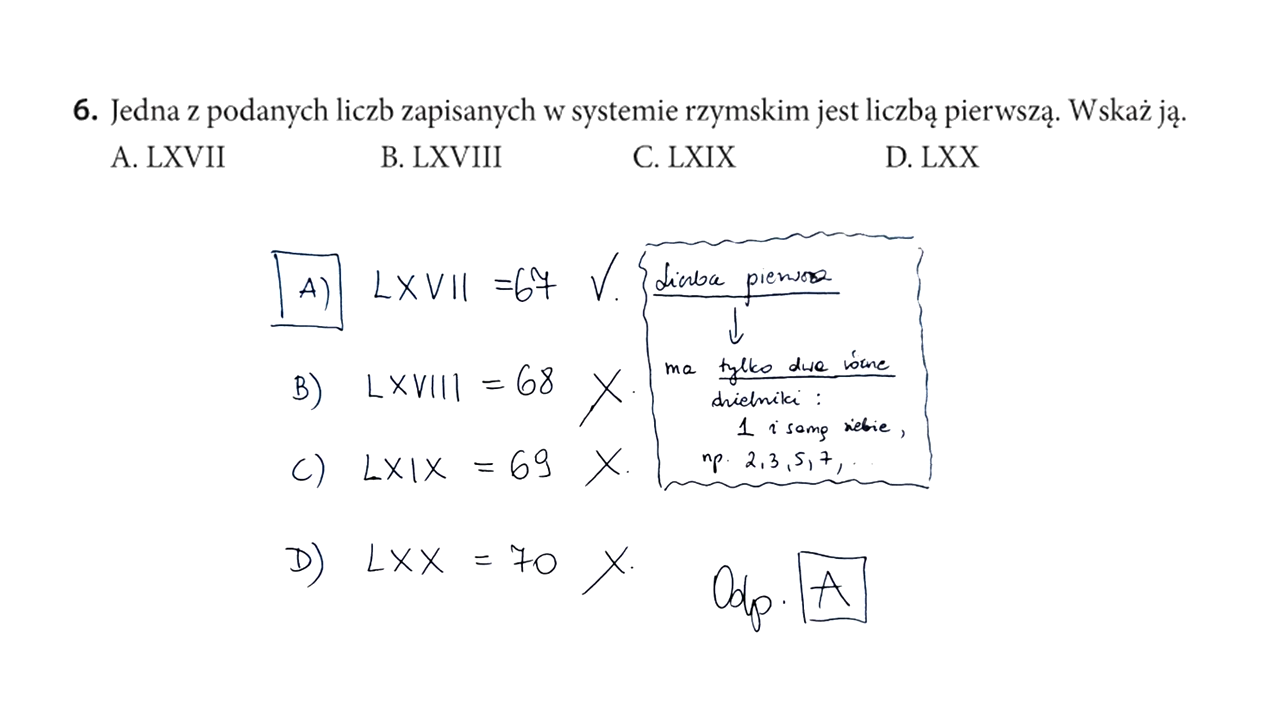 6. Jedna z podanych liczb zapisanych w systemie rzymskim jest liczbą pierwszą. Wskaż ją.
A. LXVII B. LXVIII C. LXIX D. LXX
A) LXVII = 67 √.
B) LXVIII = 68 X.
C) LXIX = 69 X.
D) LXX = 70 X.
Liczba pierwsza
↓
ma tylko dwa różne
dzielniki :
1 i samą siebie,
np. 2,3,5,7,..
Odp. A